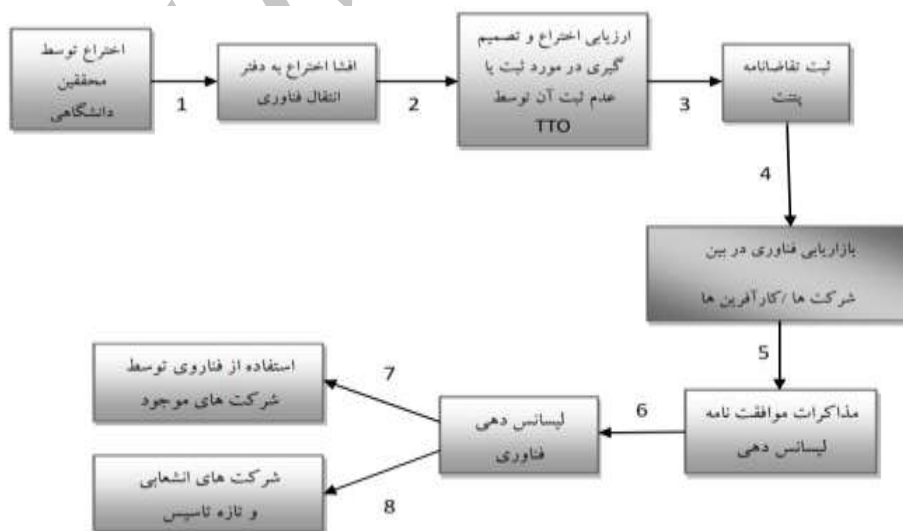 اختراع توسط
محققین
دانشگاهی
1
افشا اختراع به دفتر
انتقال فناوری
2
ارزیابی اختراع و تصمیم
گیری در مورد ثبت یا
عدم ثبت آن توسط
TTO
3
ثبت تقاضانامه
پتنت
4
بازاریابی فناوری در بین
شرکت ها /کارآفرین ها
5
مذاکرات موافقت نامه
لیسانس دهی
6
لیسانس دهی
فناوری
7
استفاده از فناروی توسط
شرکت های موجود
8
شرکت های انشعابی
و تازه تاسیس